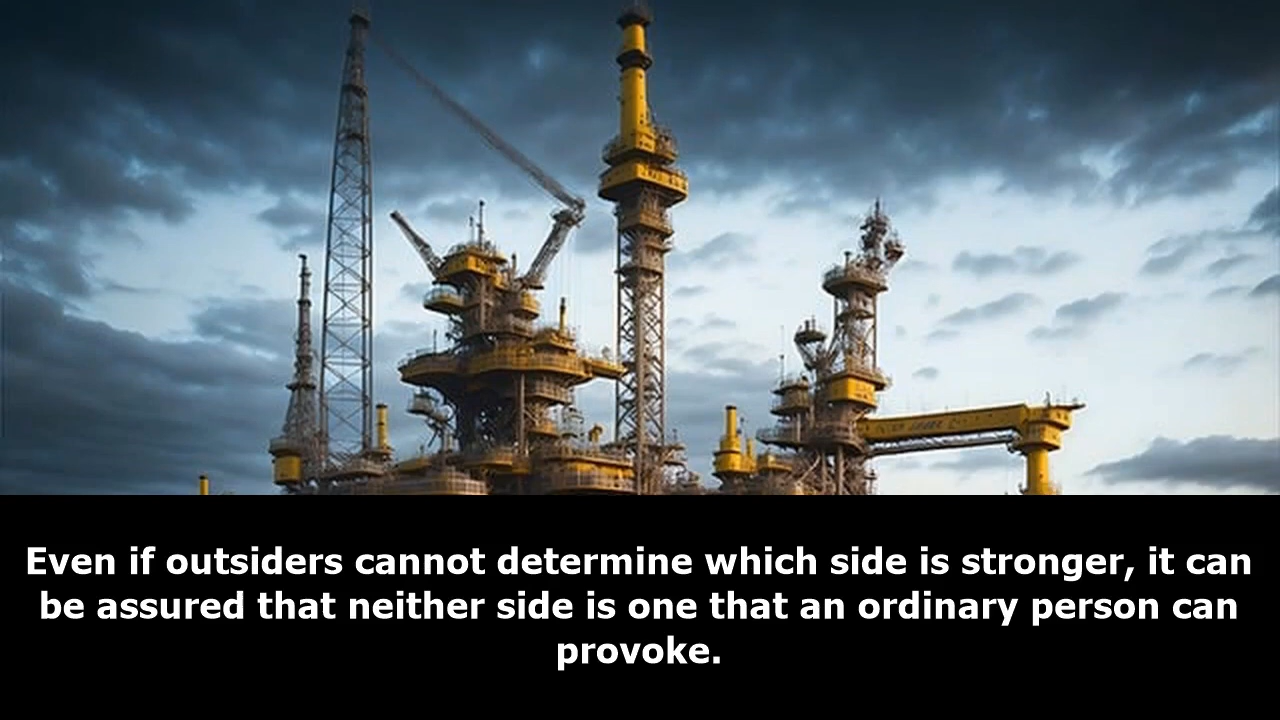 Even if outsiders cannot determine which side is stronger, it can
be assured that neither side is one that an ordinary person can
provoke.